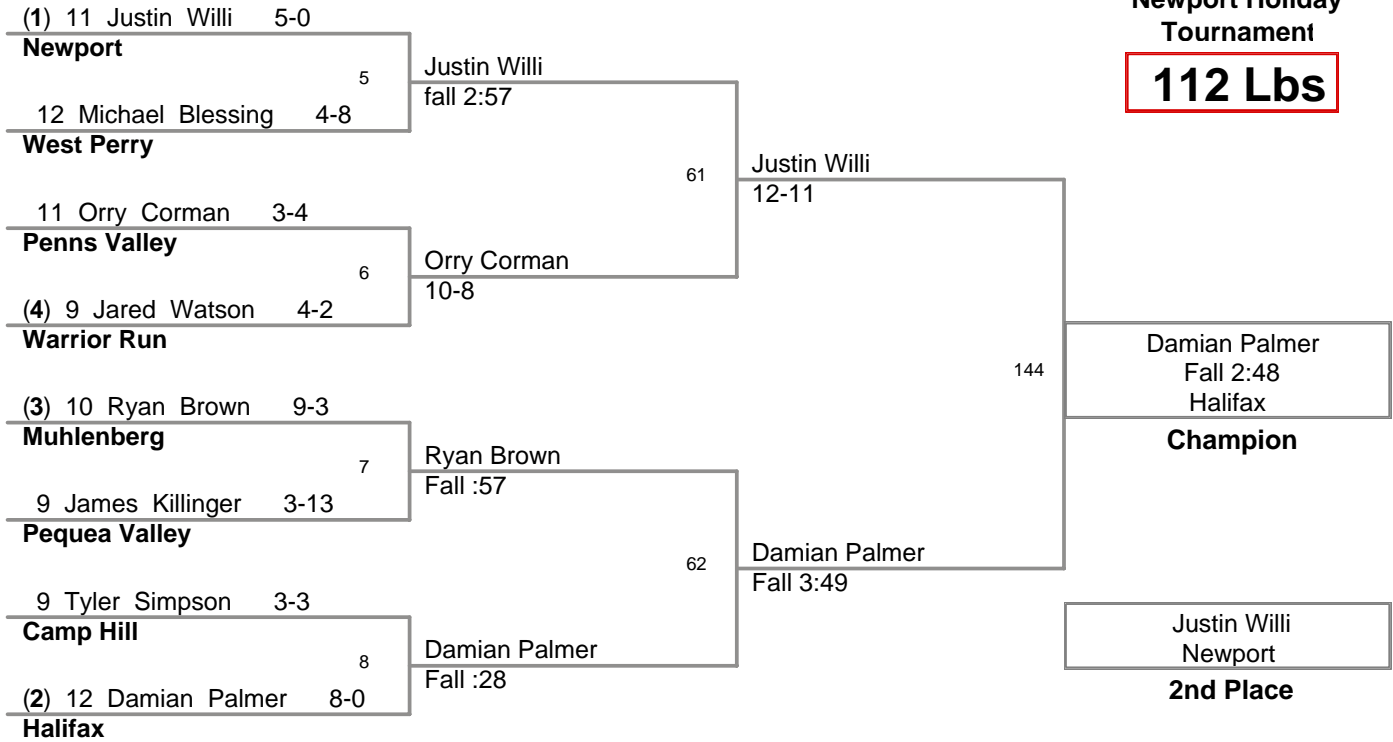 Newport Holiday
Tournament
112 Lbs
(1) 11 Justin Willi 5-0
Newport
5
12 Michael Blessing 4-8
West Perry
11 Orry Corman 3-4
Penns Valley
6
(4) 9 Jared Watson 4-2
Warrior Run
(3) 10 Ryan Brown 9-3
Muhlenberg
7
9 James Killinger 3-13
Pequea Valley
9 Tyler Simpson 3-3
Camp Hill
8
(2) 12 Damian Palmer 8-0
Halifax
Justin Willi
fall 2:57
61
Orry Corman
10-8
Ryan Brown
Fall :57
62
Damian Palmer
Fall :28
Justin Willi
12-11
144
Damian Palmer
Fall 3:49
Damian Palmer
Fall 2:48
Halifax
Champion
Justin Willi
Newport
2nd Place